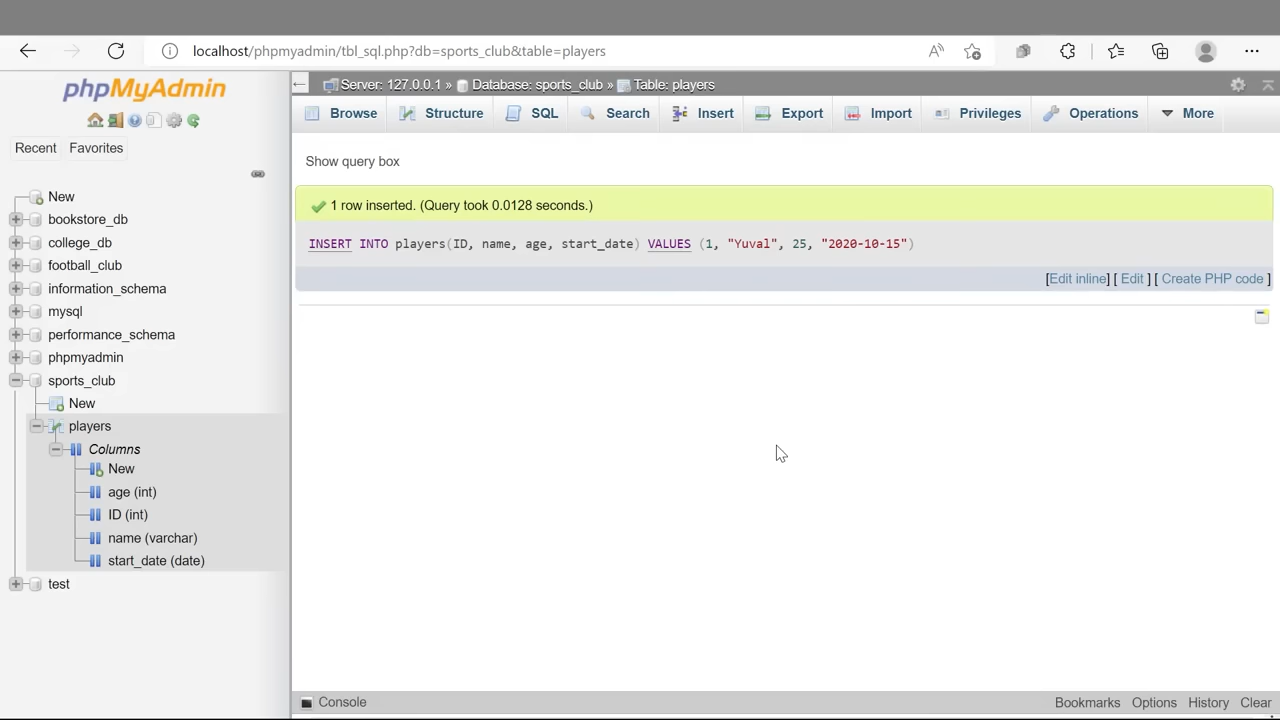 localhost/phpmyadmin/tbl_sql.php?db=sports_club&table=players
phpMyAdmin
Recent Favorites
New
bookstore_db
college_db
football_club
information_schema
mysql
performance_schema
phpmyadmin
sports_club
New
players
Columns
New
age (int)
ID (int)
name (varchar)
start_date (date)
test
Server: 127.0.0.1 » Database: sports_club » Table: players
Browse Structure SQL Search Insert Export Import Privileges Operations More
Show query box
1 row inserted. (Query took 0.0128 seconds.)
INSERT INTO players(ID, name, age, start_date) VALUES (1, "Yuval", 25, "2020-10-15")
[Edit inline] [ Edit ] [ Create PHP code ]
Console Bookmarks Options History Clear